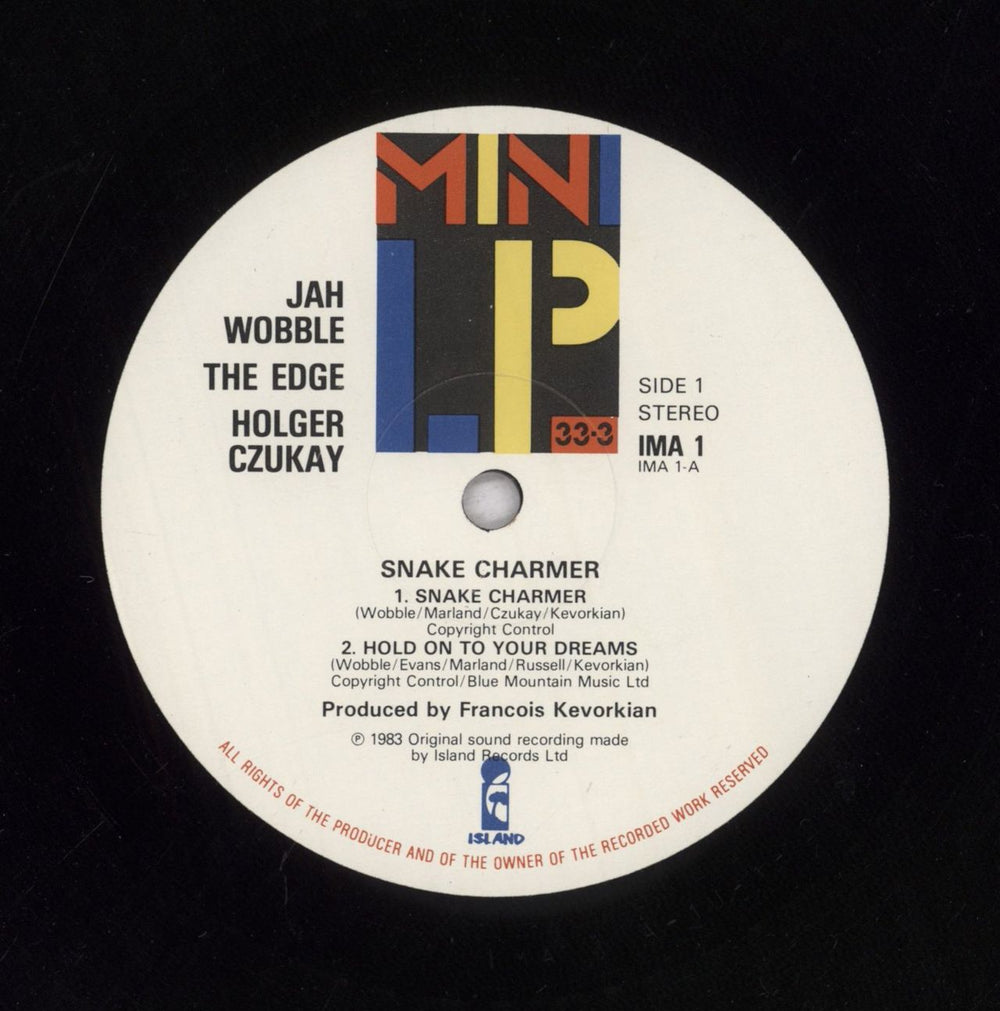 MINI
LP
33·3
JAH
WOBBLE
THE EDGE
HOLGER
CZUKAY
SIDE 1
STEREO
IMA 1
IMA 1-A
SNAKE CHARMER
1. SNAKE CHARMER
(Wobble/Marland/Czukay/Kevorkian)
Copyright Control
2. HOLD ON TO YOUR DREAMS
(Wobble/Evans/Marland/Russell/Kevorkian)
Copyright Control/Blue Mountain Music Ltd
Produced by Francois Kevorkian
℗ 1983 Original sound recording made
by Island Records Ltd
ISLAND
ALL RIGHTS OF THE PRODUCER AND OF THE OWNER OF THE RECORDED WORK RESERVED